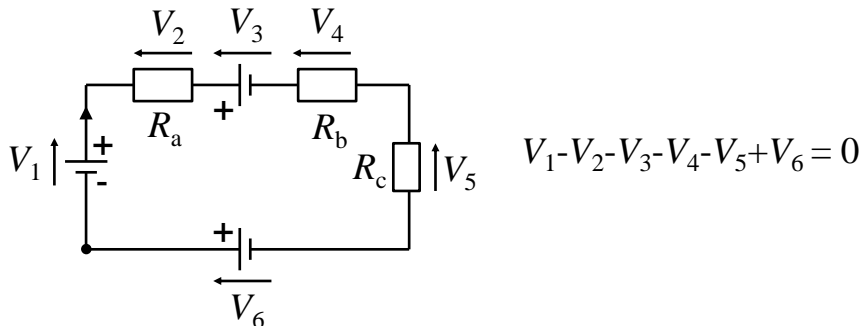 V2 V3 V4
+
Ra Rb
+
V1
-
Rc V5
V1-V2-V3-V4-V5+V6 = 0
+
V6